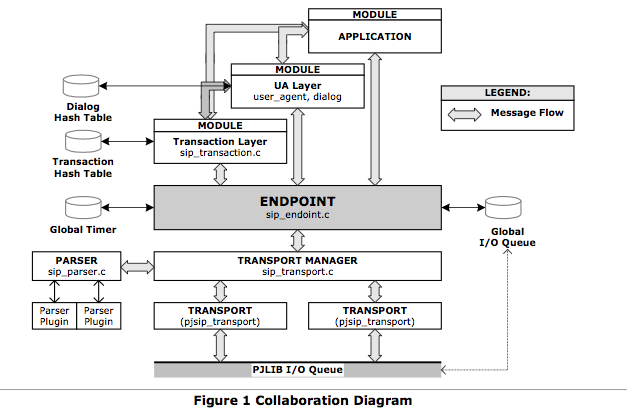 MODULE
APPLICATION
MODULE
UA Layer
user_agent, dialog
LEGEND:
Message Flow
Dialog
Hash Table
MODULE
Transaction Layer
sip_transaction.c
Transaction
Hash Table
ENDPOINT
sip_endoint.c
Global Timer
Global
I/O Queue
PARSER
sip_parser.c
TRANSPORT MANAGER
sip_transport.c
Parser
Plugin
Parser
Plugin
TRANSPORT
(pjsip_transport)
TRANSPORT
(pjsip_transport)
PJLIB I/O Queue
Figure 1 Collaboration Diagram